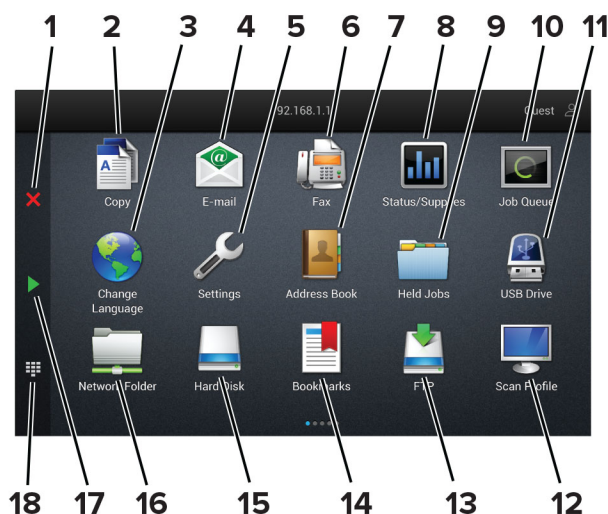 1 2 3 4 5 6 7 8 9 10 11
92.168.1.1
Guest
Copy E-mail Fax Status/Supplies Job Queue
Change
Language
Settings Address Book Held Jobs USB Drive
Network Folder Hard Disk Bookmarks FTP Scan Profile
18 17 16 15 14 13 12